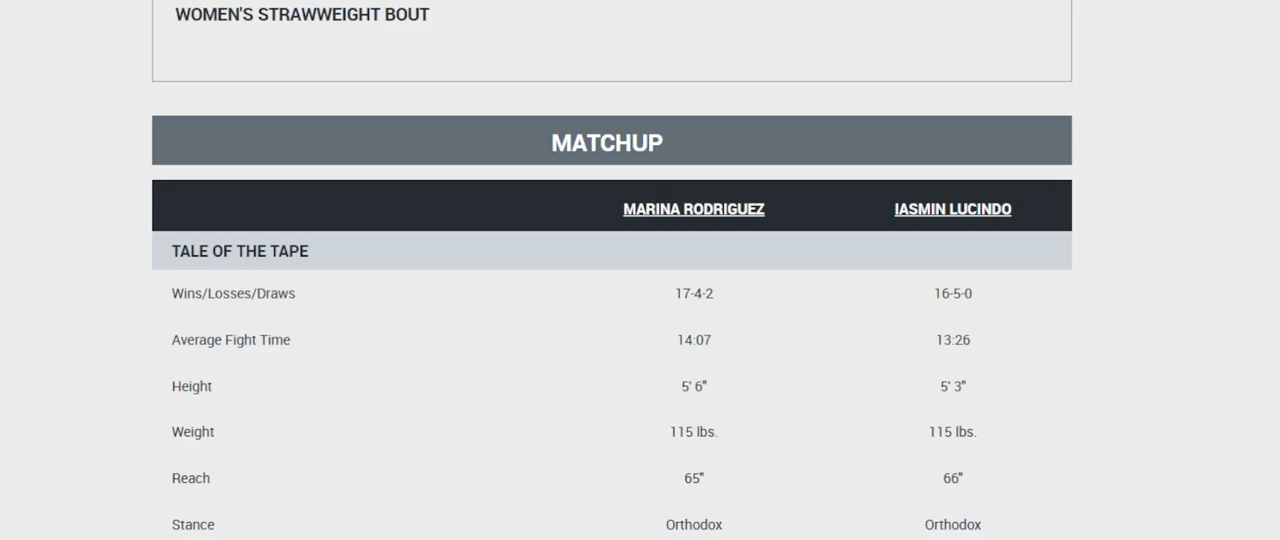 WOMEN'S STRAWWEIGHT BOUT
MATCHUP
MARINA RODRIGUEZ IASMIN LUCINDO
TALE OF THE TAPE
Wins/Losses/Draws 17-4-2 16-5-0
Average Fight Time 14:07 13:26
Height 5' 6" 5' 3"
Weight 115 lbs. 115 lbs.
Reach 65" 66"
Stance Orthodox Orthodox